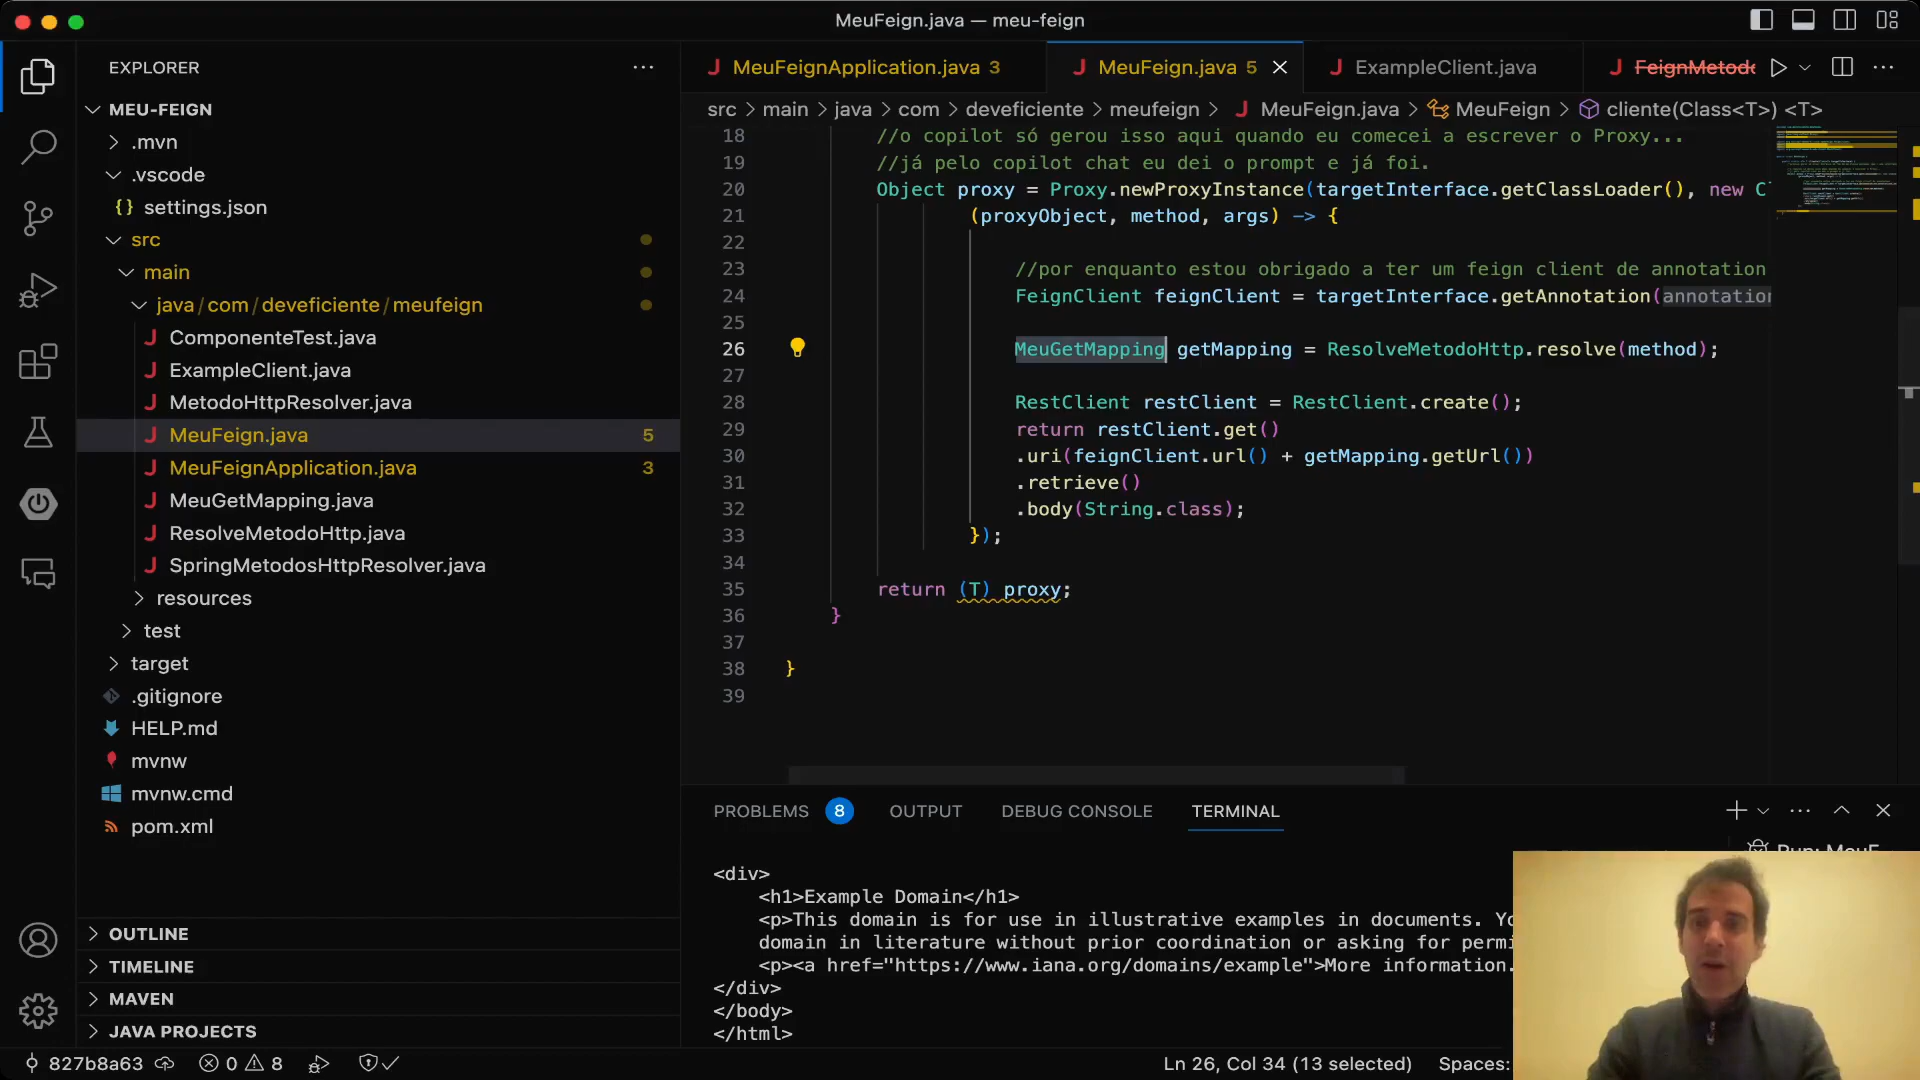 MeuFeign.java — meu-feign
EXPLORER
MEU-FEIGN
.mvn
.vscode
{} settings.json
src
main
java / com / deveficiente / meufeign
J ComponenteTest.java
J ExampleClient.java
J MetodoHttpResolver.java
J MeuFeign.java 5
J MeuFeignApplication.java 3
J MeuGetMapping.java
J ResolveMetodoHttp.java
J SpringMetodosHttpResolver.java
resources
test
target
.gitignore
HELP.md
mvnw
mvnw.cmd
pom.xml
OUTLINE
TIMELINE
MAVEN
JAVA PROJECTS
J MeuFeignApplication.java 3
J MeuFeign.java 5
J ExampleClient.java
J FeignMetod
src > main > java > com > deveficiente > meufeign > J MeuFeign.java > MeuFeign > cliente(Class<T>) <T>
18 //o copilot só gerou isso aqui quando eu comecei a escrever o Proxy...
19 //já pelo copilot chat eu dei o prompt e já foi.
20 Object proxy = Proxy.newProxyInstance(targetInterface.getClassLoader(), new Cl
21 (proxyObject, method, args) -> {
22
23 //por enquanto estou obrigado a ter um feign client de annotation
24 FeignClient feignClient = targetInterface.getAnnotation(annotation
25
26 MeuGetMapping getMapping = ResolveMetodoHttp.resolve(method);
27
28 RestClient restClient = RestClient.create();
29 return restClient.get()
30 .uri(feignClient.url() + getMapping.getUrl())
31 .retrieve()
32 .body(String.class);
33 });
34
35 return (T) proxy;
36 }
37
38 }
39
PROBLEMS 8 OUTPUT DEBUG CONSOLE TERMINAL
<div>
<h1>Example Domain</h1>
<p>This domain is for use in illustrative examples in documents. Yo
domain in literature without prior coordination or asking for permi
<p><a href="https://www.iana.org/domains/example">More information.
</div>
</body>
</html>
827b8a63 0 8 Ln 26, Col 34 (13 selected) Spaces: